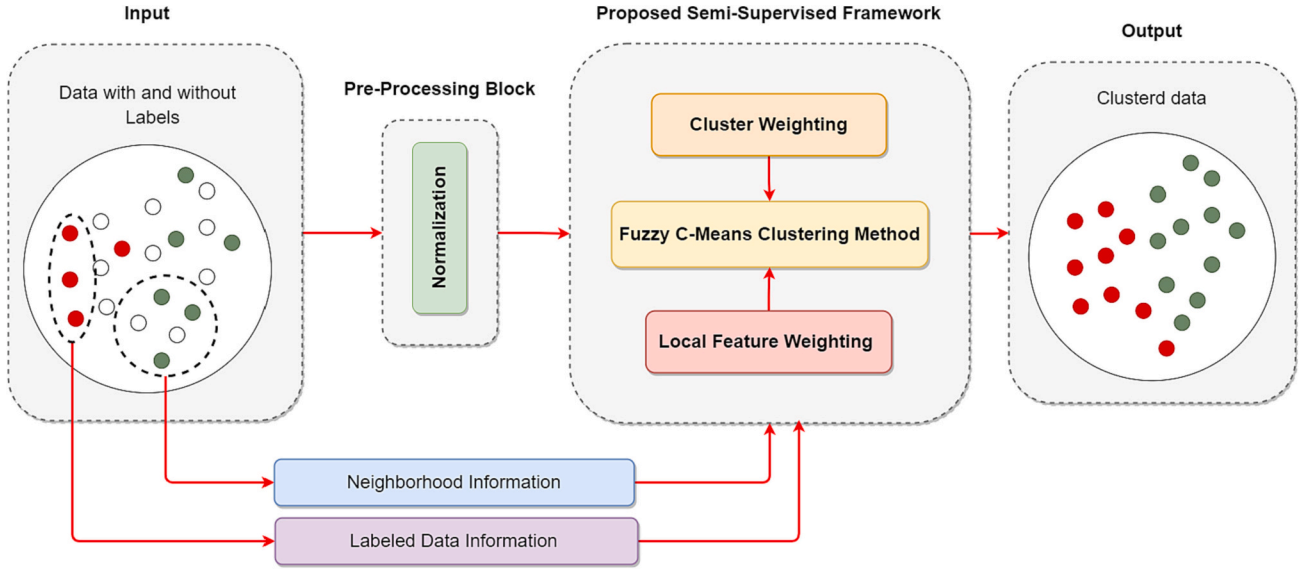 Input
Data with and without
Labels
Pre-Processing Block
Normalization
Proposed Semi-Supervised Framework
Cluster Weighting
Fuzzy C-Means Clustering Method
Local Feature Weighting
Output
Clusterd data
Neighborhood Information
Labeled Data Information